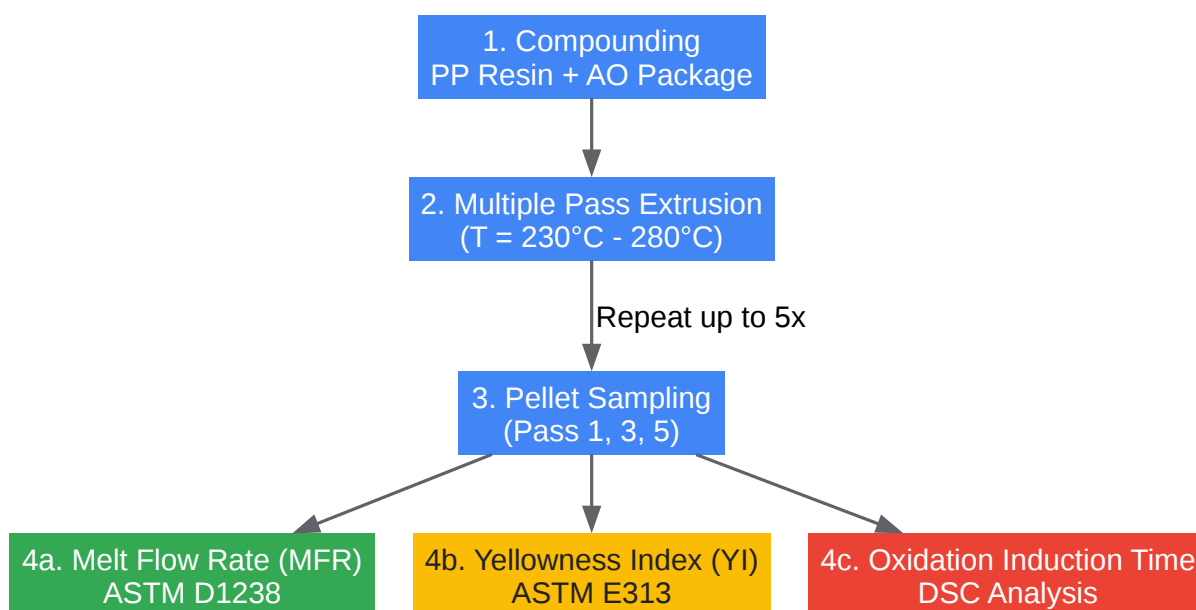 1. Compounding
PP Resin + AO Package
2. Multiple Pass Extrusion
(T = 230°C - 280°C)
Repeat up to 5x
3. Pellet Sampling
(Pass 1, 3, 5)
4a. Melt Flow Rate (MFR)
ASTM D1238
4b. Yellowness Index (YI)
ASTM E313
4c. Oxidation Induction Time
DSC Analysis